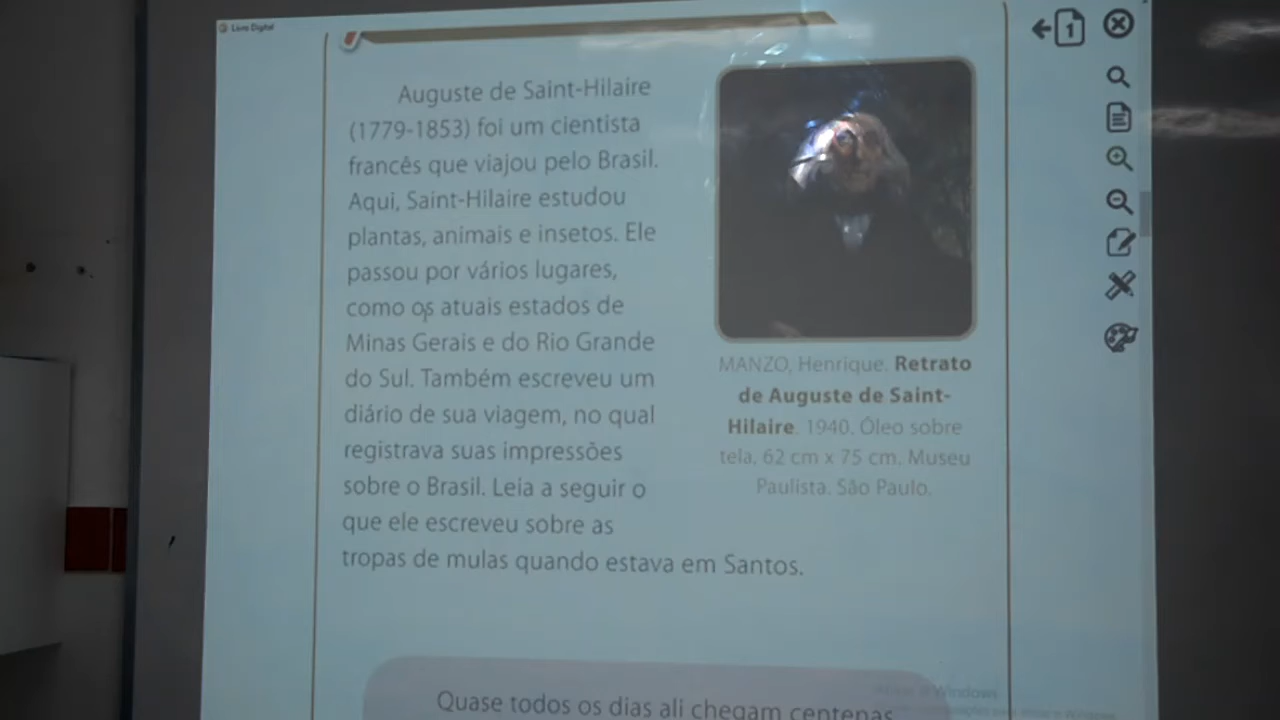 Livro Digital
1
Auguste de Saint-Hilaire
(1779-1853) foi um cientista
francês que viajou pelo Brasil.
Aqui, Saint-Hilaire estudou
plantas, animais e insetos. Ele
passou por vários lugares,
como os atuais estados de
Minas Gerais e do Rio Grande
do Sul. Também escreveu um
diário de sua viagem, no qual
registrava suas impressões
sobre o Brasil. Leia a seguir o
que ele escreveu sobre as
tropas de mulas quando estava em Santos.
MANZO, Henrique. Retrato
de Auguste de Saint-
Hilaire. 1940. Óleo sobre
tela, 62 cm x 75 cm. Museu
Paulista. São Paulo.
Quase todos os dias ali chegam centenas
Windows